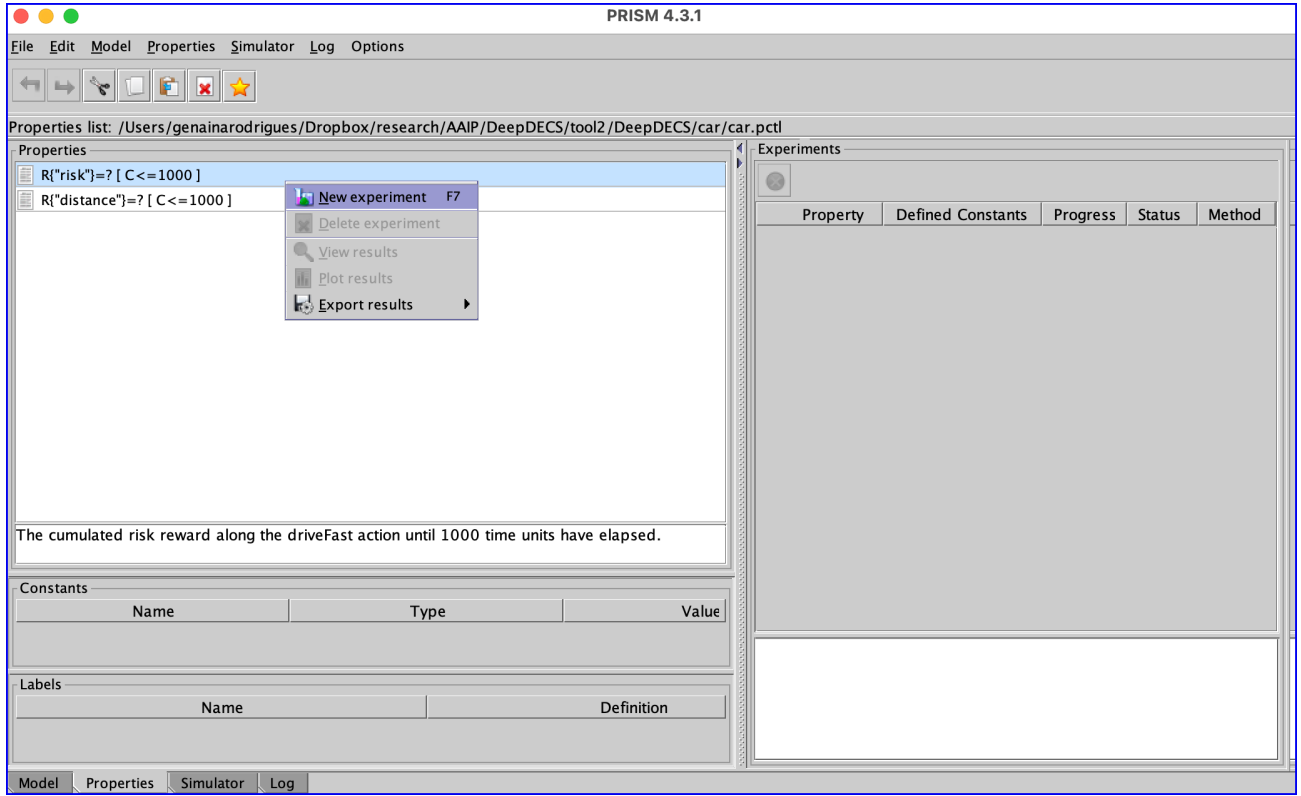 PRISM 4.3.1
File Edit Model Properties Simulator Log Options
Properties list: /Users/genainarodrigues/Dropbox/research/AAIP/DeepDECS/tool2/DeepDECS/car/car.pctl
Properties
R{"risk"}=? [ C<=1000 ]
R{"distance"}=? [ C<=1000 ]
New experiment F7
Delete experiment
View results
Plot results
Export results
The cumulated risk reward along the driveFast action until 1000 time units have elapsed.
Constants
Name Type Value
Labels
Name Definition
Experiments
Property Defined Constants Progress Status Method
Model Properties Simulator Log